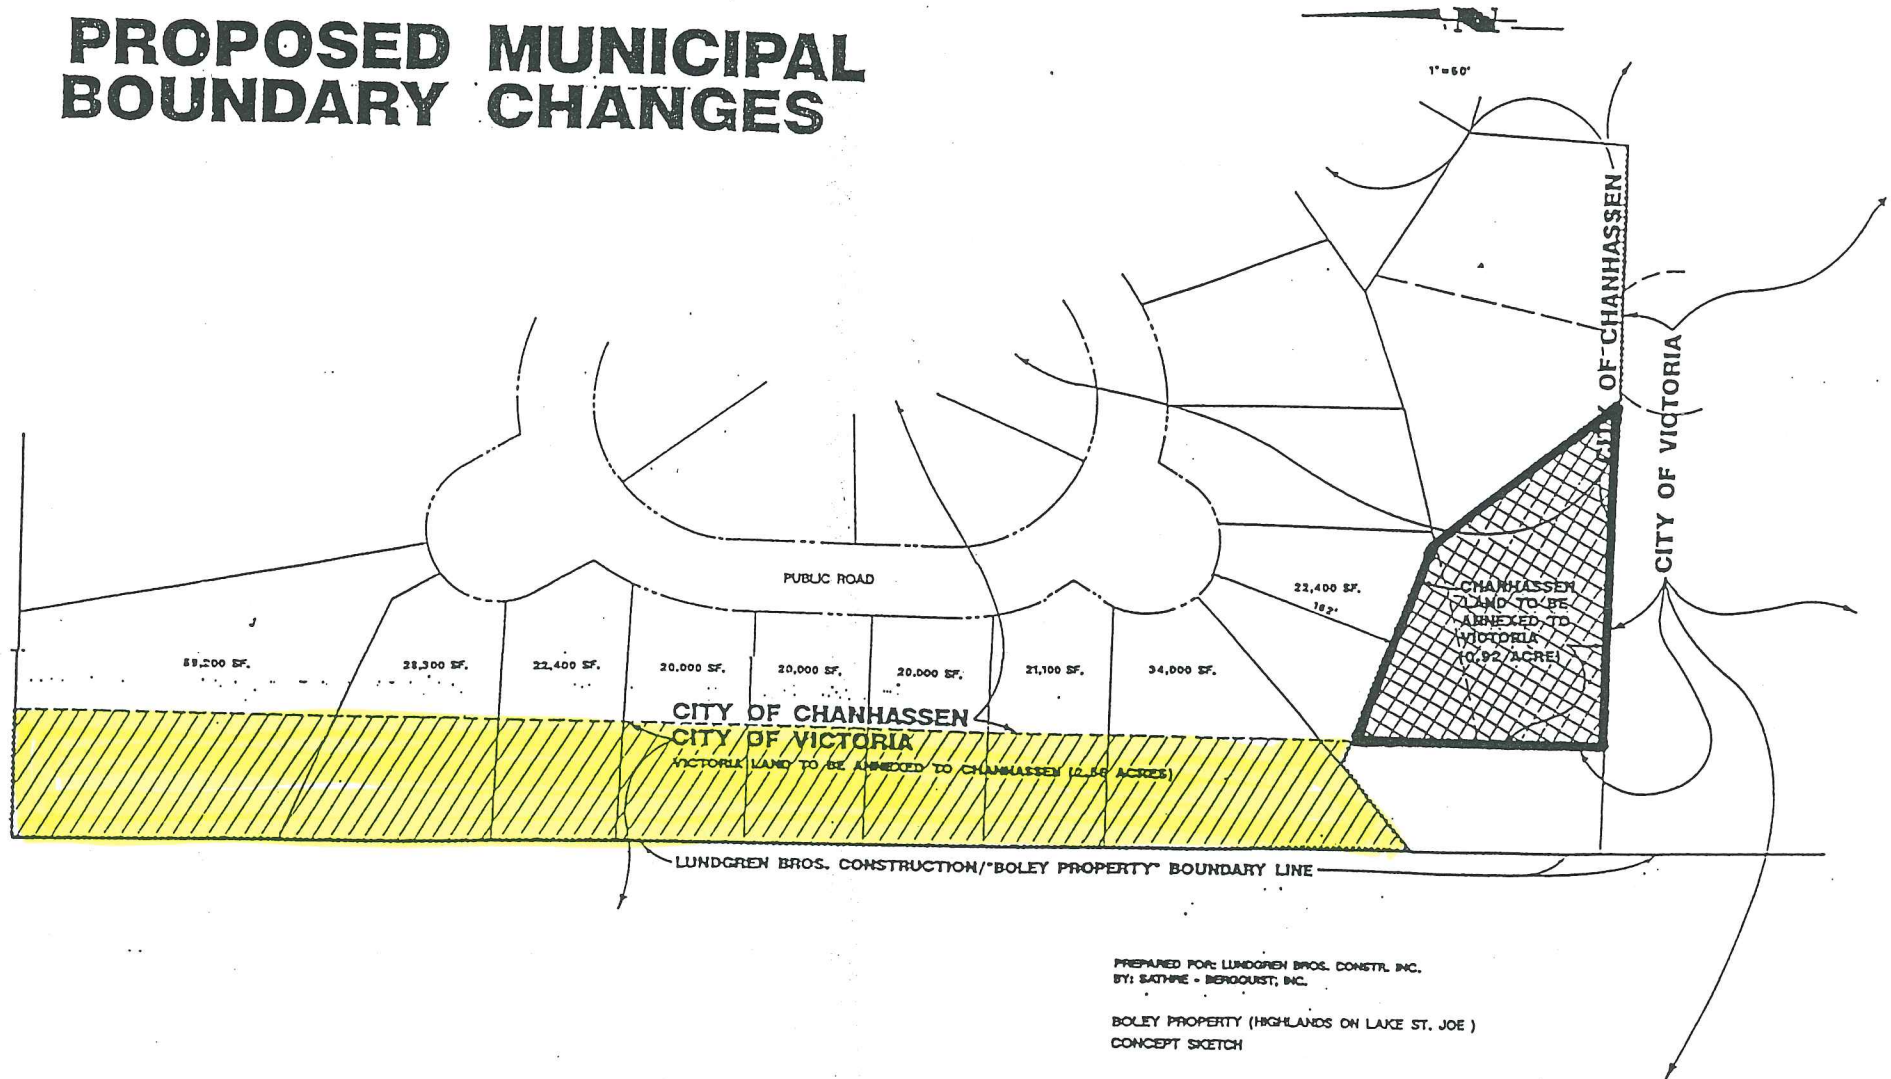 PROPOSED MUNICIPAL
BOUNDARY CHANGES
N
1"=60'
CITY OF CHANHASSEN
CITY OF VICTORIA
PUBLIC ROAD
22,400 SF.
162'
CHANHASSEN
LAND TO BE
ANNEXED TO
VICTORIA
(0.92 ACRE)
59,200 SF.
28,300 SF.
22,400 SF.
20,000 SF.
20,000 SF.
20,000 SF.
21,100 SF.
34,000 SF.
CITY OF CHANHASSEN
CITY OF VICTORIA
VICTORIA LAND TO BE ANNEXED TO CHANHASSEN ACRES)
LUNDGREN BROS. CONSTRUCTION/"BOLEY PROPERTY" BOUNDARY LINE
PREPARED FOR: LUNDGREN BROS. CONSTR. INC.
BY: SATHRE - BERGQUIST, INC.
BOLEY PROPERTY (HIGHLANDS ON LAKE ST. JOE )
CONCEPT SKETCH